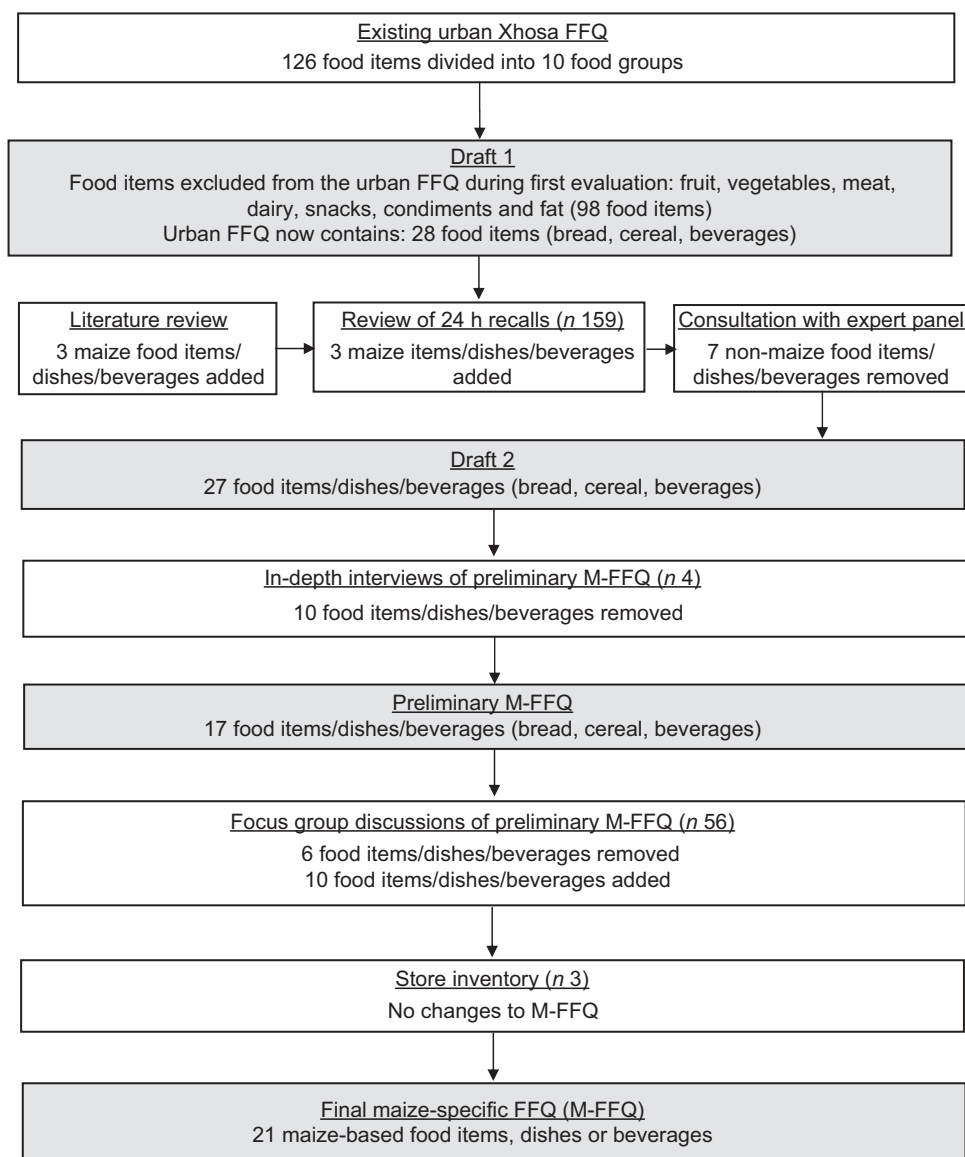 Existing urban Xhosa FFQ
126 food items divided into 10 food groups
Draft 1
Food items excluded from the urban FFQ during first evaluation: fruit, vegetables, meat,
dairy, snacks, condiments and fat (98 food items)
Urban FFQ now contains: 28 food items (bread, cereal, beverages)
Literature review
3 maize food items/
dishes/beverages added
Review of 24 h recalls (n 159)
3 maize items/dishes/beverages
added
Consultation with expert panel
7 non-maize food items/
dishes/beverages removed
Draft 2
27 food items/dishes/beverages (bread, cereal, beverages)
In-depth interviews of preliminary M-FFQ (n 4)
10 food items/dishes/beverages removed
Preliminary M-FFQ
17 food items/dishes/beverages (bread, cereal, beverages)
Focus group discussions of preliminary M-FFQ (n 56)
6 food items/dishes/beverages removed
10 food items/dishes/beverages added
Store inventory (n 3)
No changes to M-FFQ
Final maize-specific FFQ (M-FFQ)
21 maize-based food items, dishes or beverages